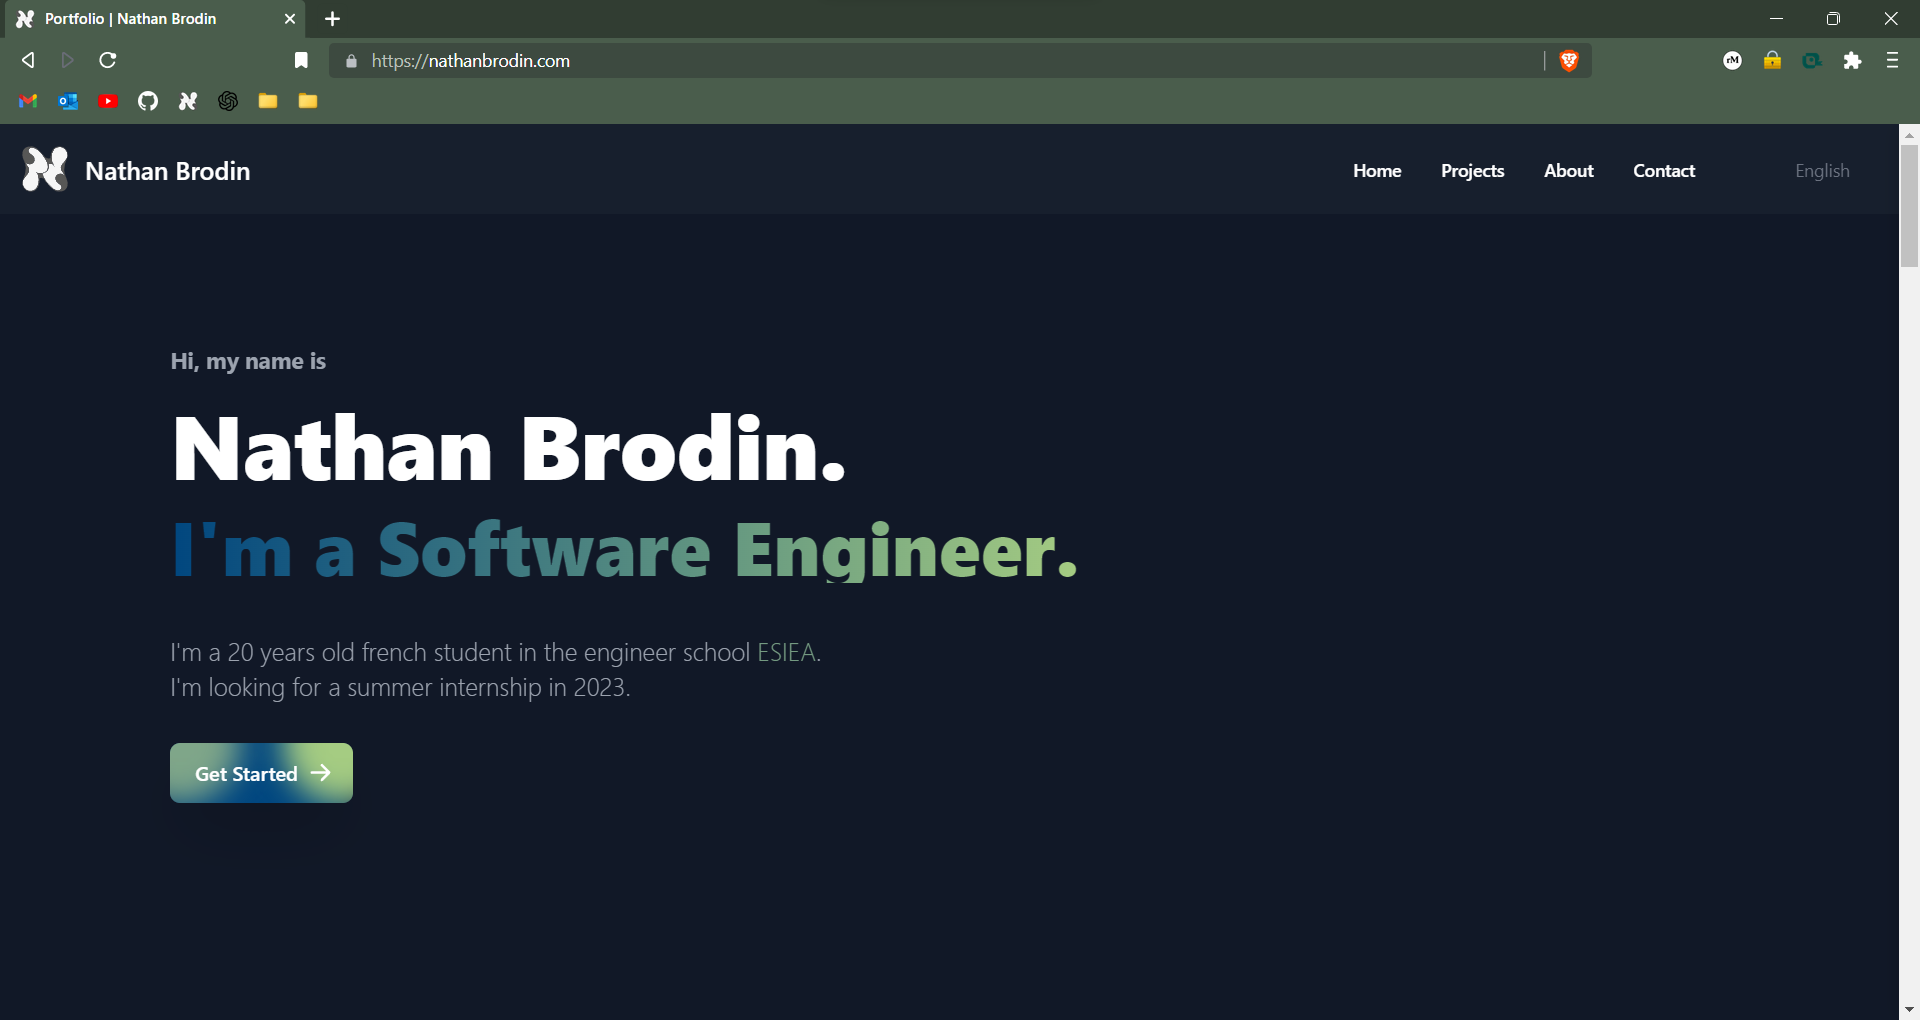 Portfolio | Nathan Brodin
https://nathanbrodin.com
rM
Nathan Brodin
Home Projects About Contact English
Hi, my name is
Nathan Brodin.
I'm a Software Engineer.
I'm a 20 years old french student in the engineer school ESIEA.
I'm looking for a summer internship in 2023.
Get Started →